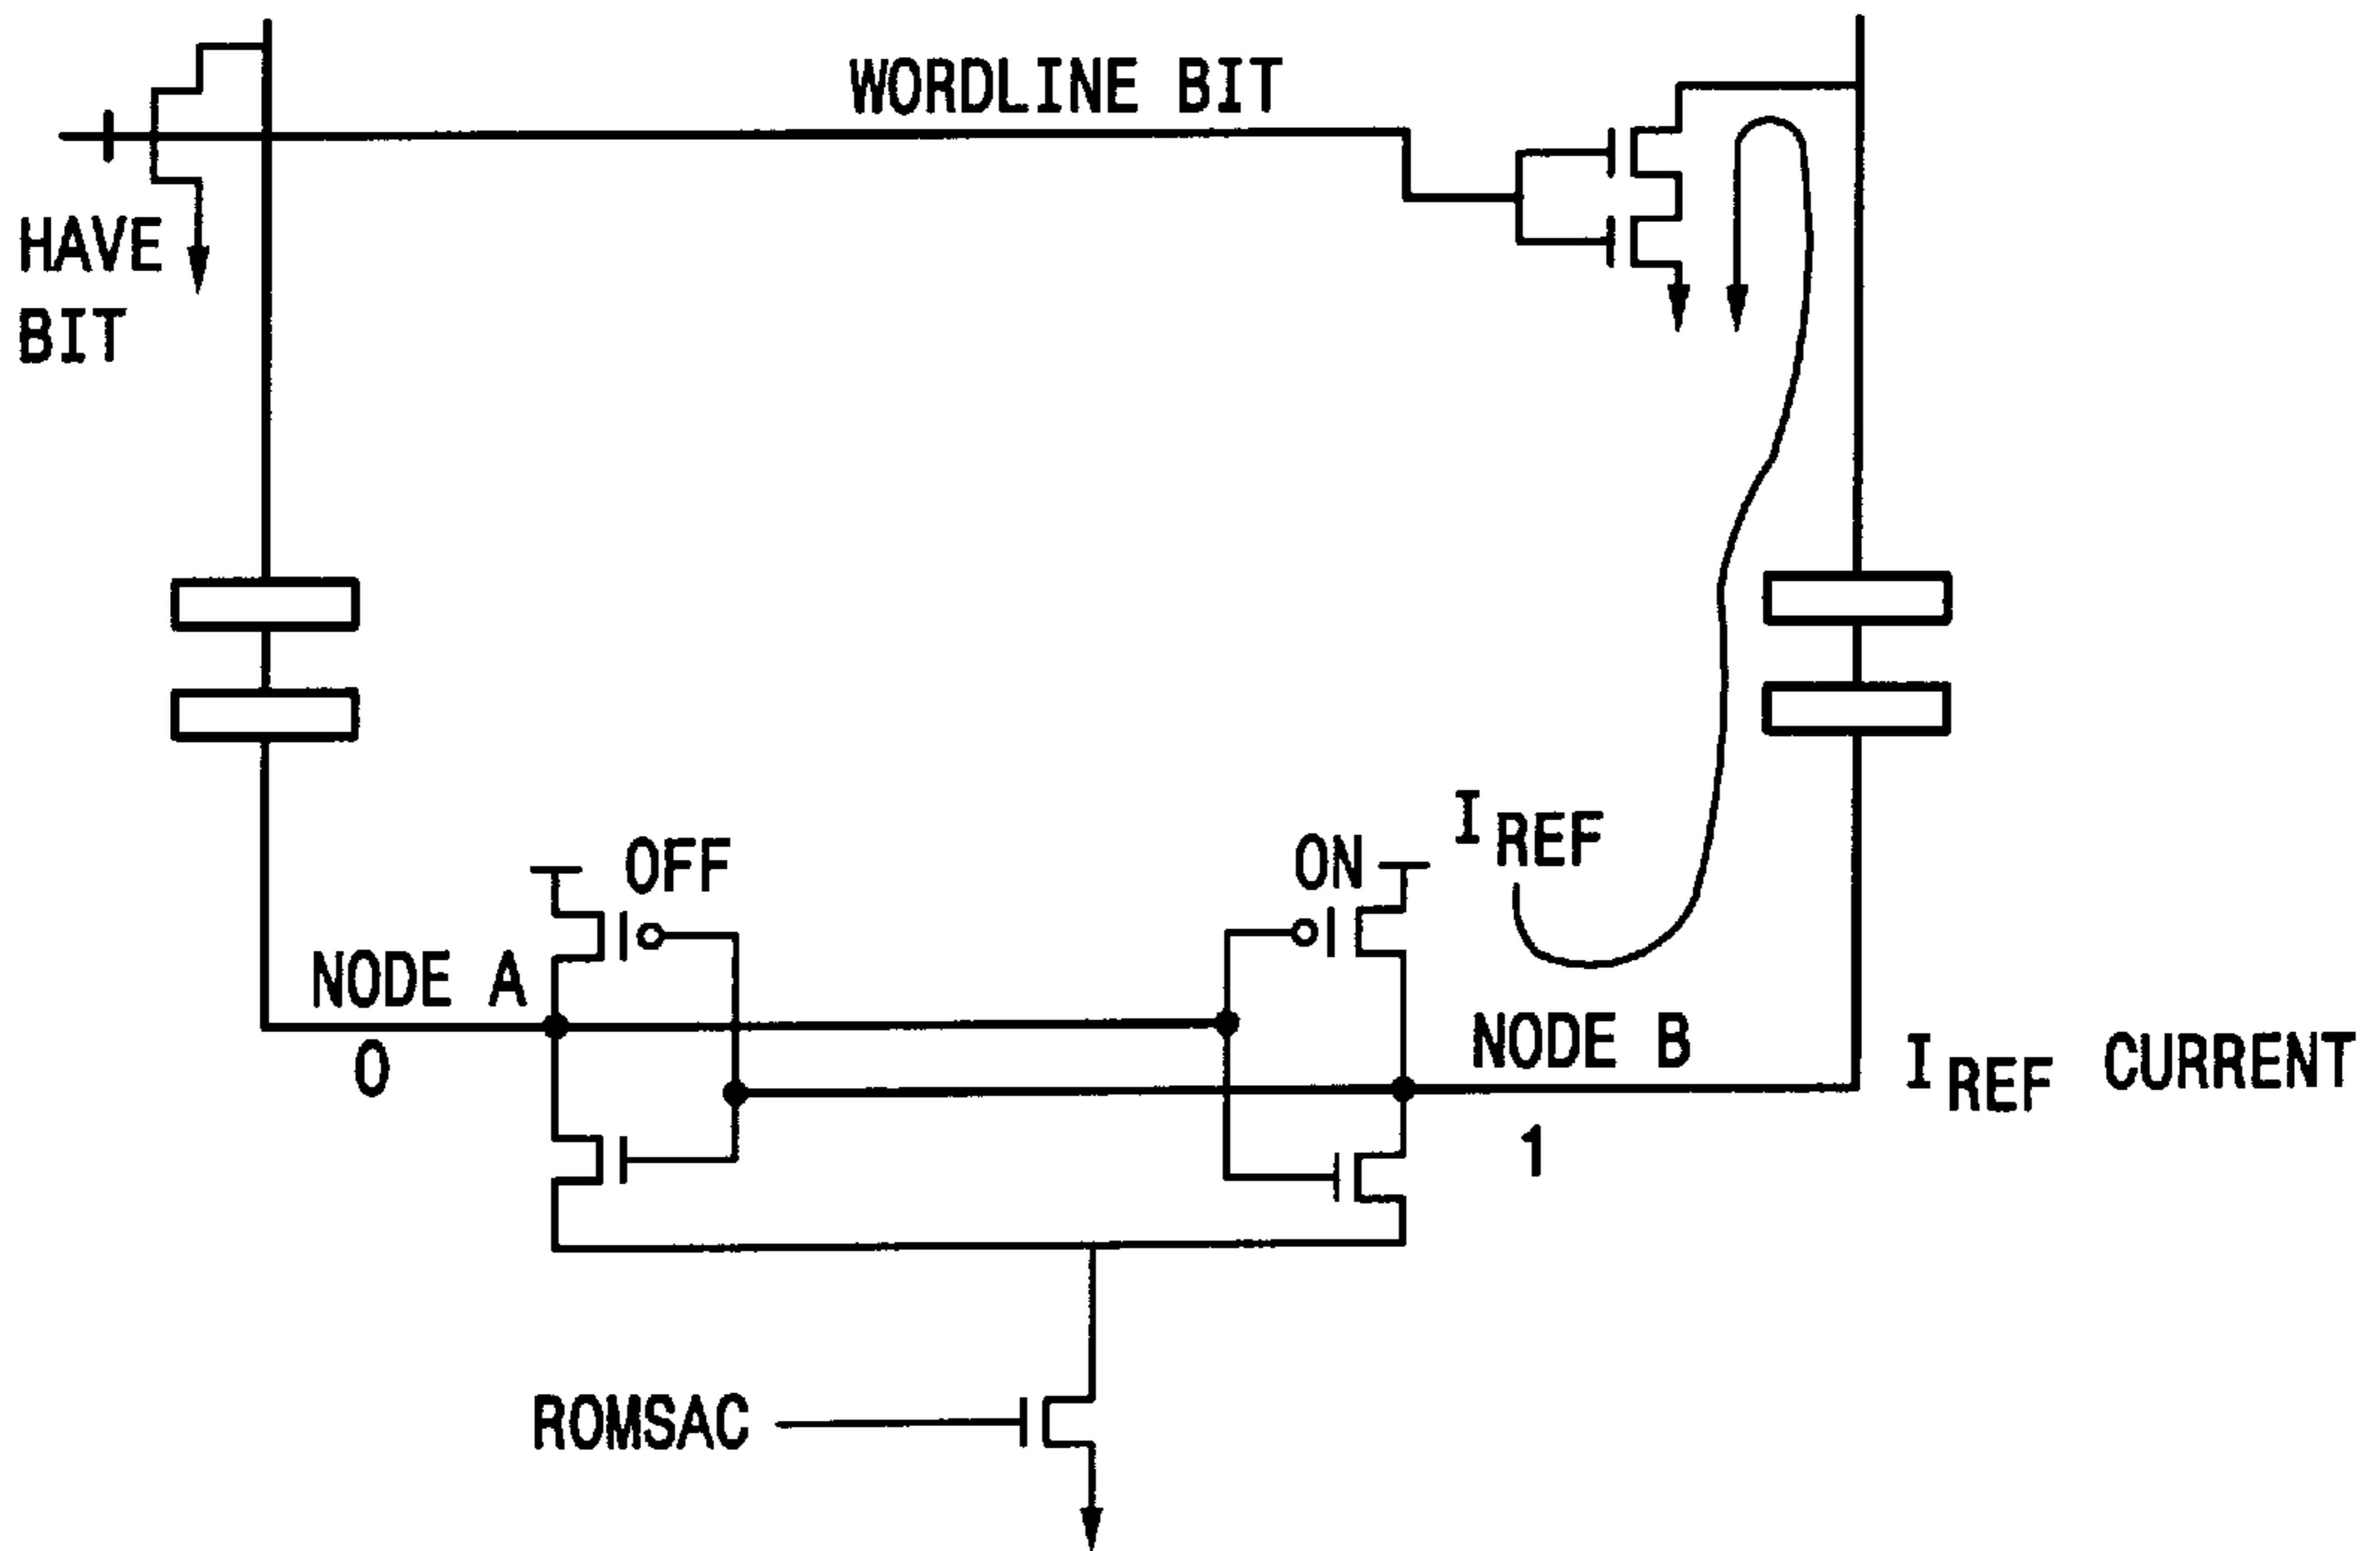 WORDLINE BIT
HAVE
BIT
OFF
ON
I REF
NODE A
0
NODE B
1
I REF CURRENT
ROMSAC